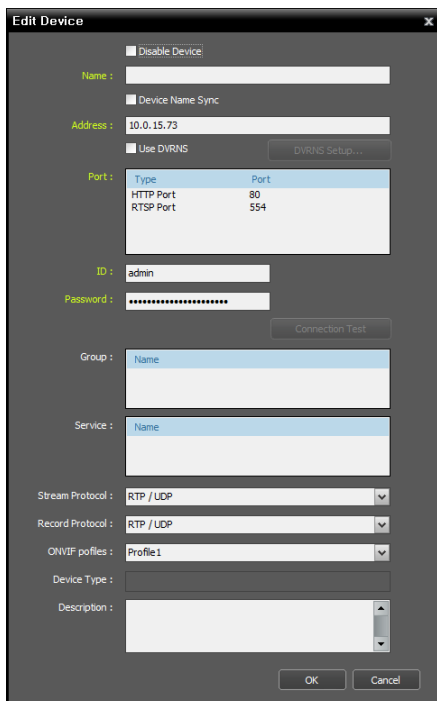 Edit Device x
Disable Device
Name :
Device Name Sync
Address : 10.0.15.73
Use DVRNS DVRNS Setup...
Port : Type Port
HTTP Port 80
RTSP Port 554
ID : admin
Password : ••••••••••••••••••••••
Connection Test
Group : Name
Service : Name
Stream Protocol : RTP / UDP
Record Protocol : RTP / UDP
ONVIF pofiles : Profile1
Device Type :
Description :
OK Cancel